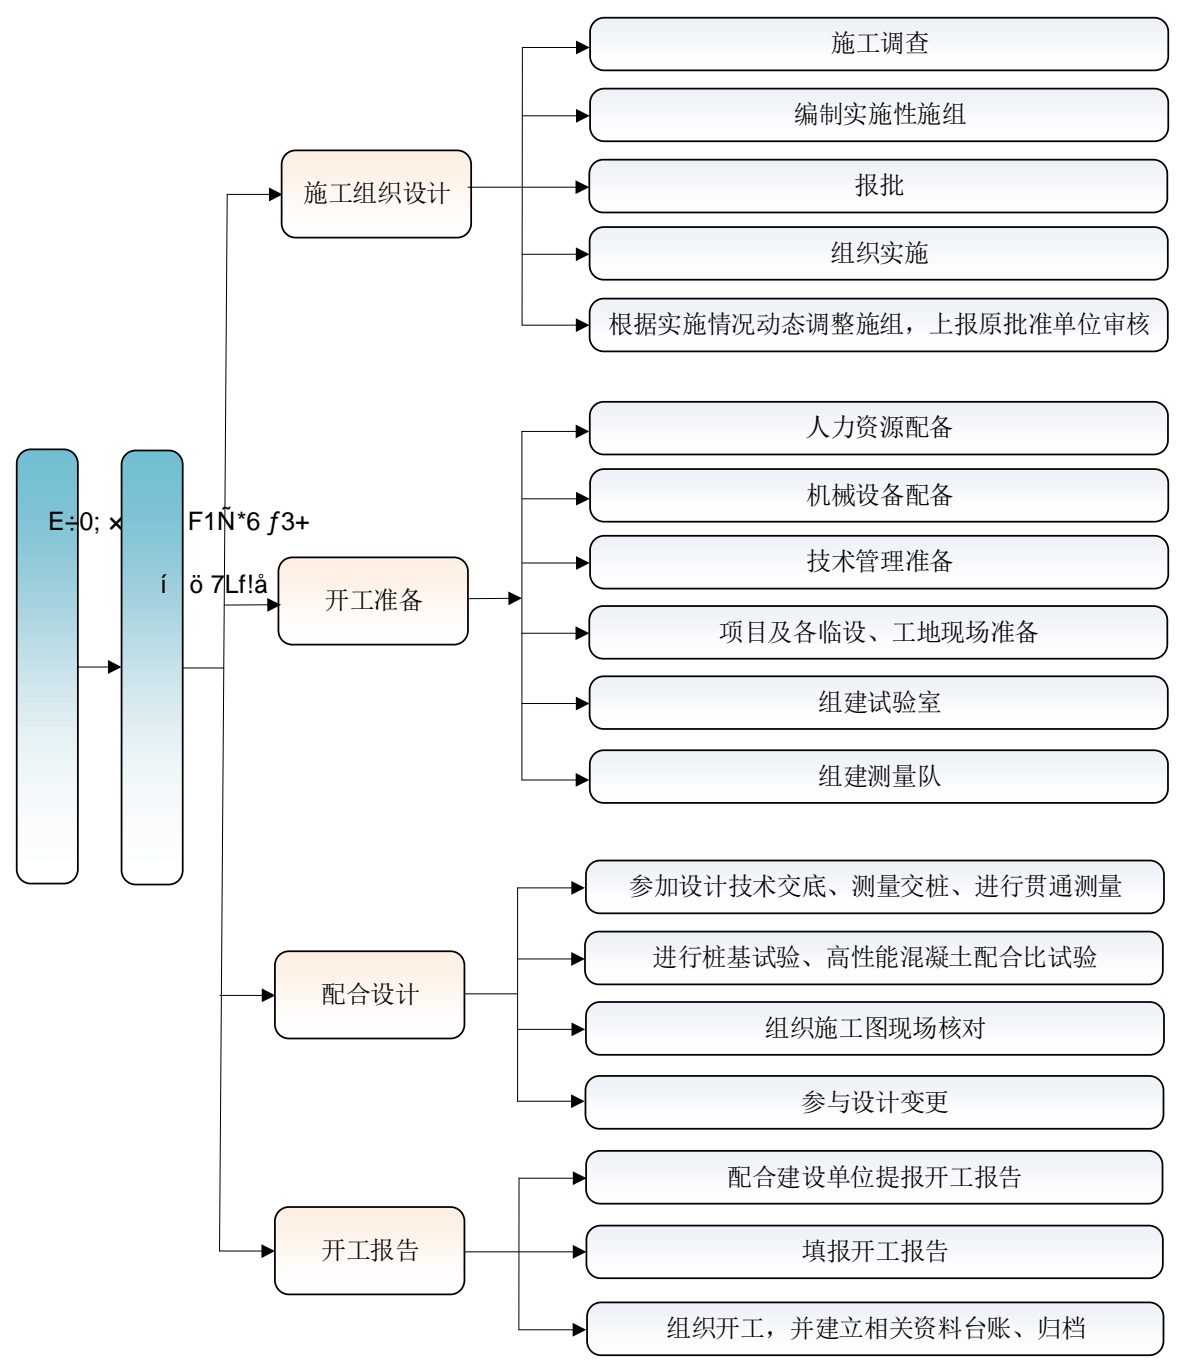 施工调查
编制实施性施组
报批
施工组织设计
组织实施
根据实施情况动态调整施组，上报原批准单位审核
人力资源配备
机械设备配备
E÷0; × F1Ñ*6 ƒ3+
技术管理准备
í ö 7Lf!å
开工准备
项目及各临设、工地现场准备
组建试验室
组建测量队
参加设计技术交底、测量交桩、进行贯通测量
进行桩基试验、高性能混凝土配合比试验
配合设计
组织施工图现场核对
参与设计变更
配合建设单位提报开工报告
开工报告
填报开工报告
组织开工，并建立相关资料台账、归档